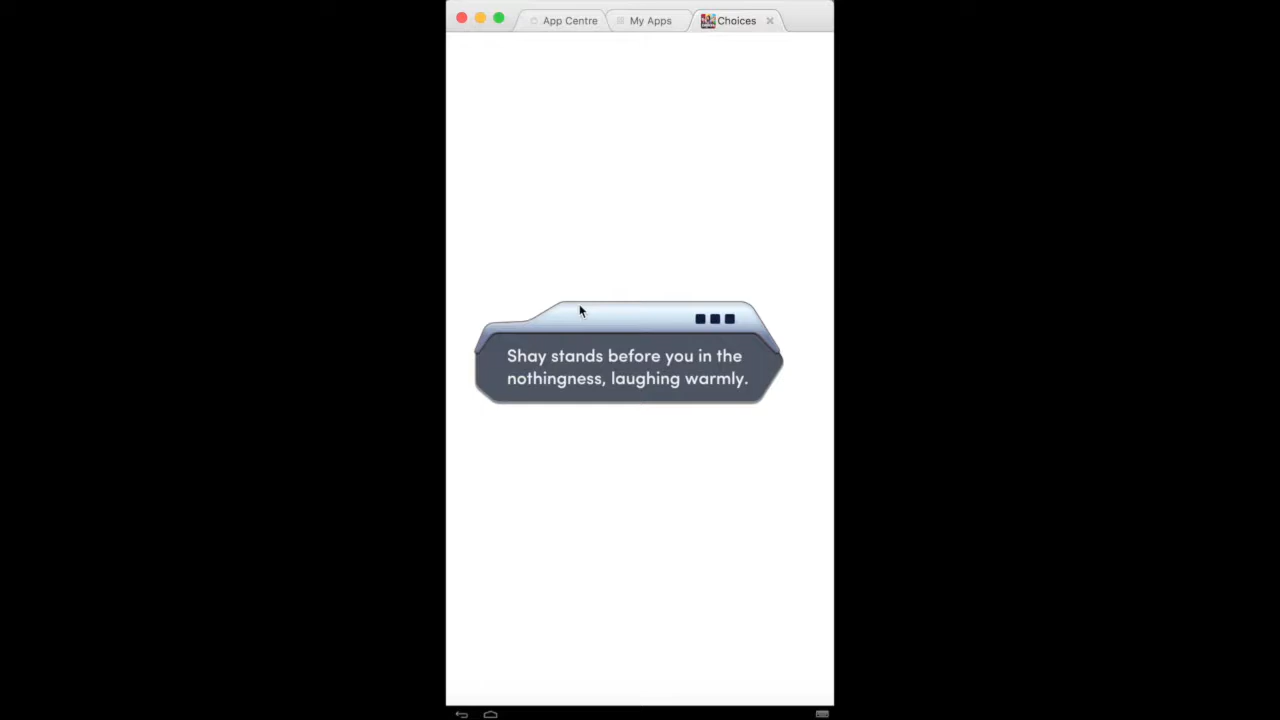 App Centre
My Apps
Choices
Shay stands before you in the
nothingness, laughing warmly.